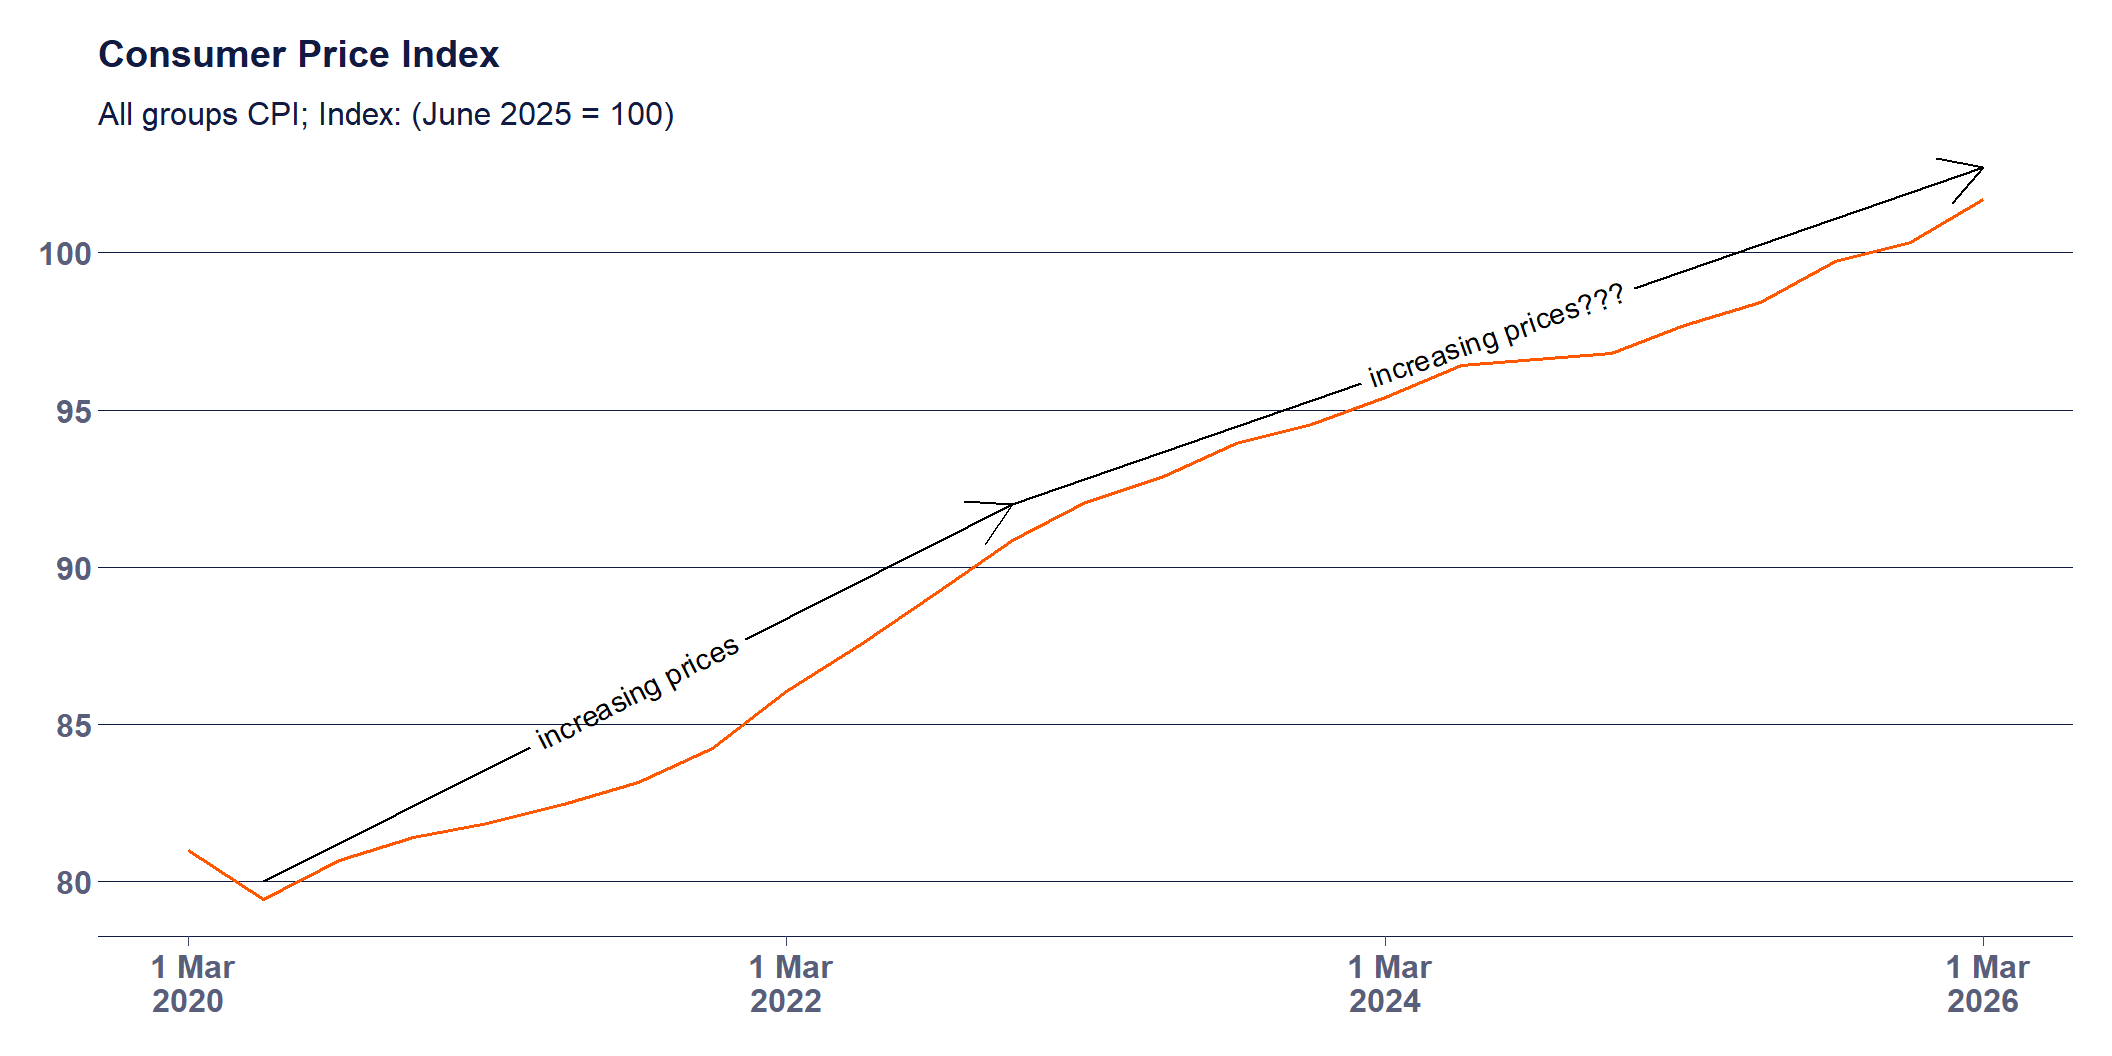 Consumer Price Index
All groups CPI; Index: (June 2025 = 100)
100
95
90
85
80
increasing prices
increasing prices???
1 Mar
2020
1 Mar
2022
1 Mar
2024
1 Mar
2026